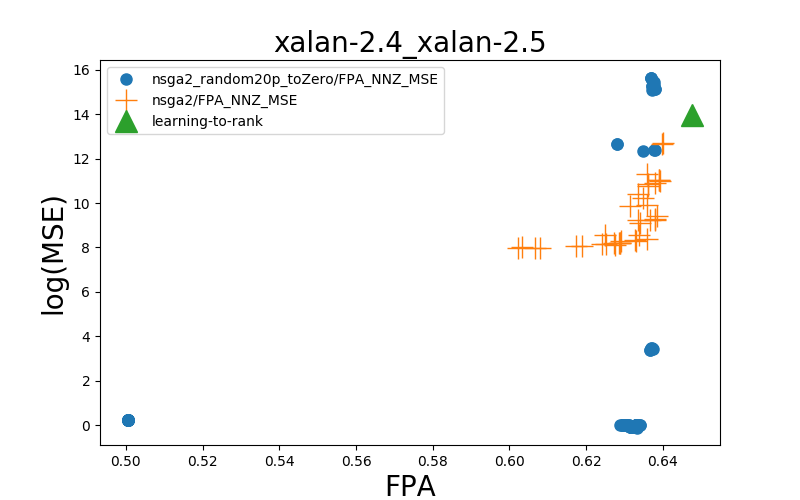 xalan-2.4_xalan-2.5
nsga2_random20p_toZero/FPA_NNZ_MSE
nsga2/FPA_NNZ_MSE
learning-to-rank
log(MSE)
16
14
12
10
8
6
4
2
0
0.50 0.52 0.54 0.56 0.58 0.60 0.62 0.64
FPA